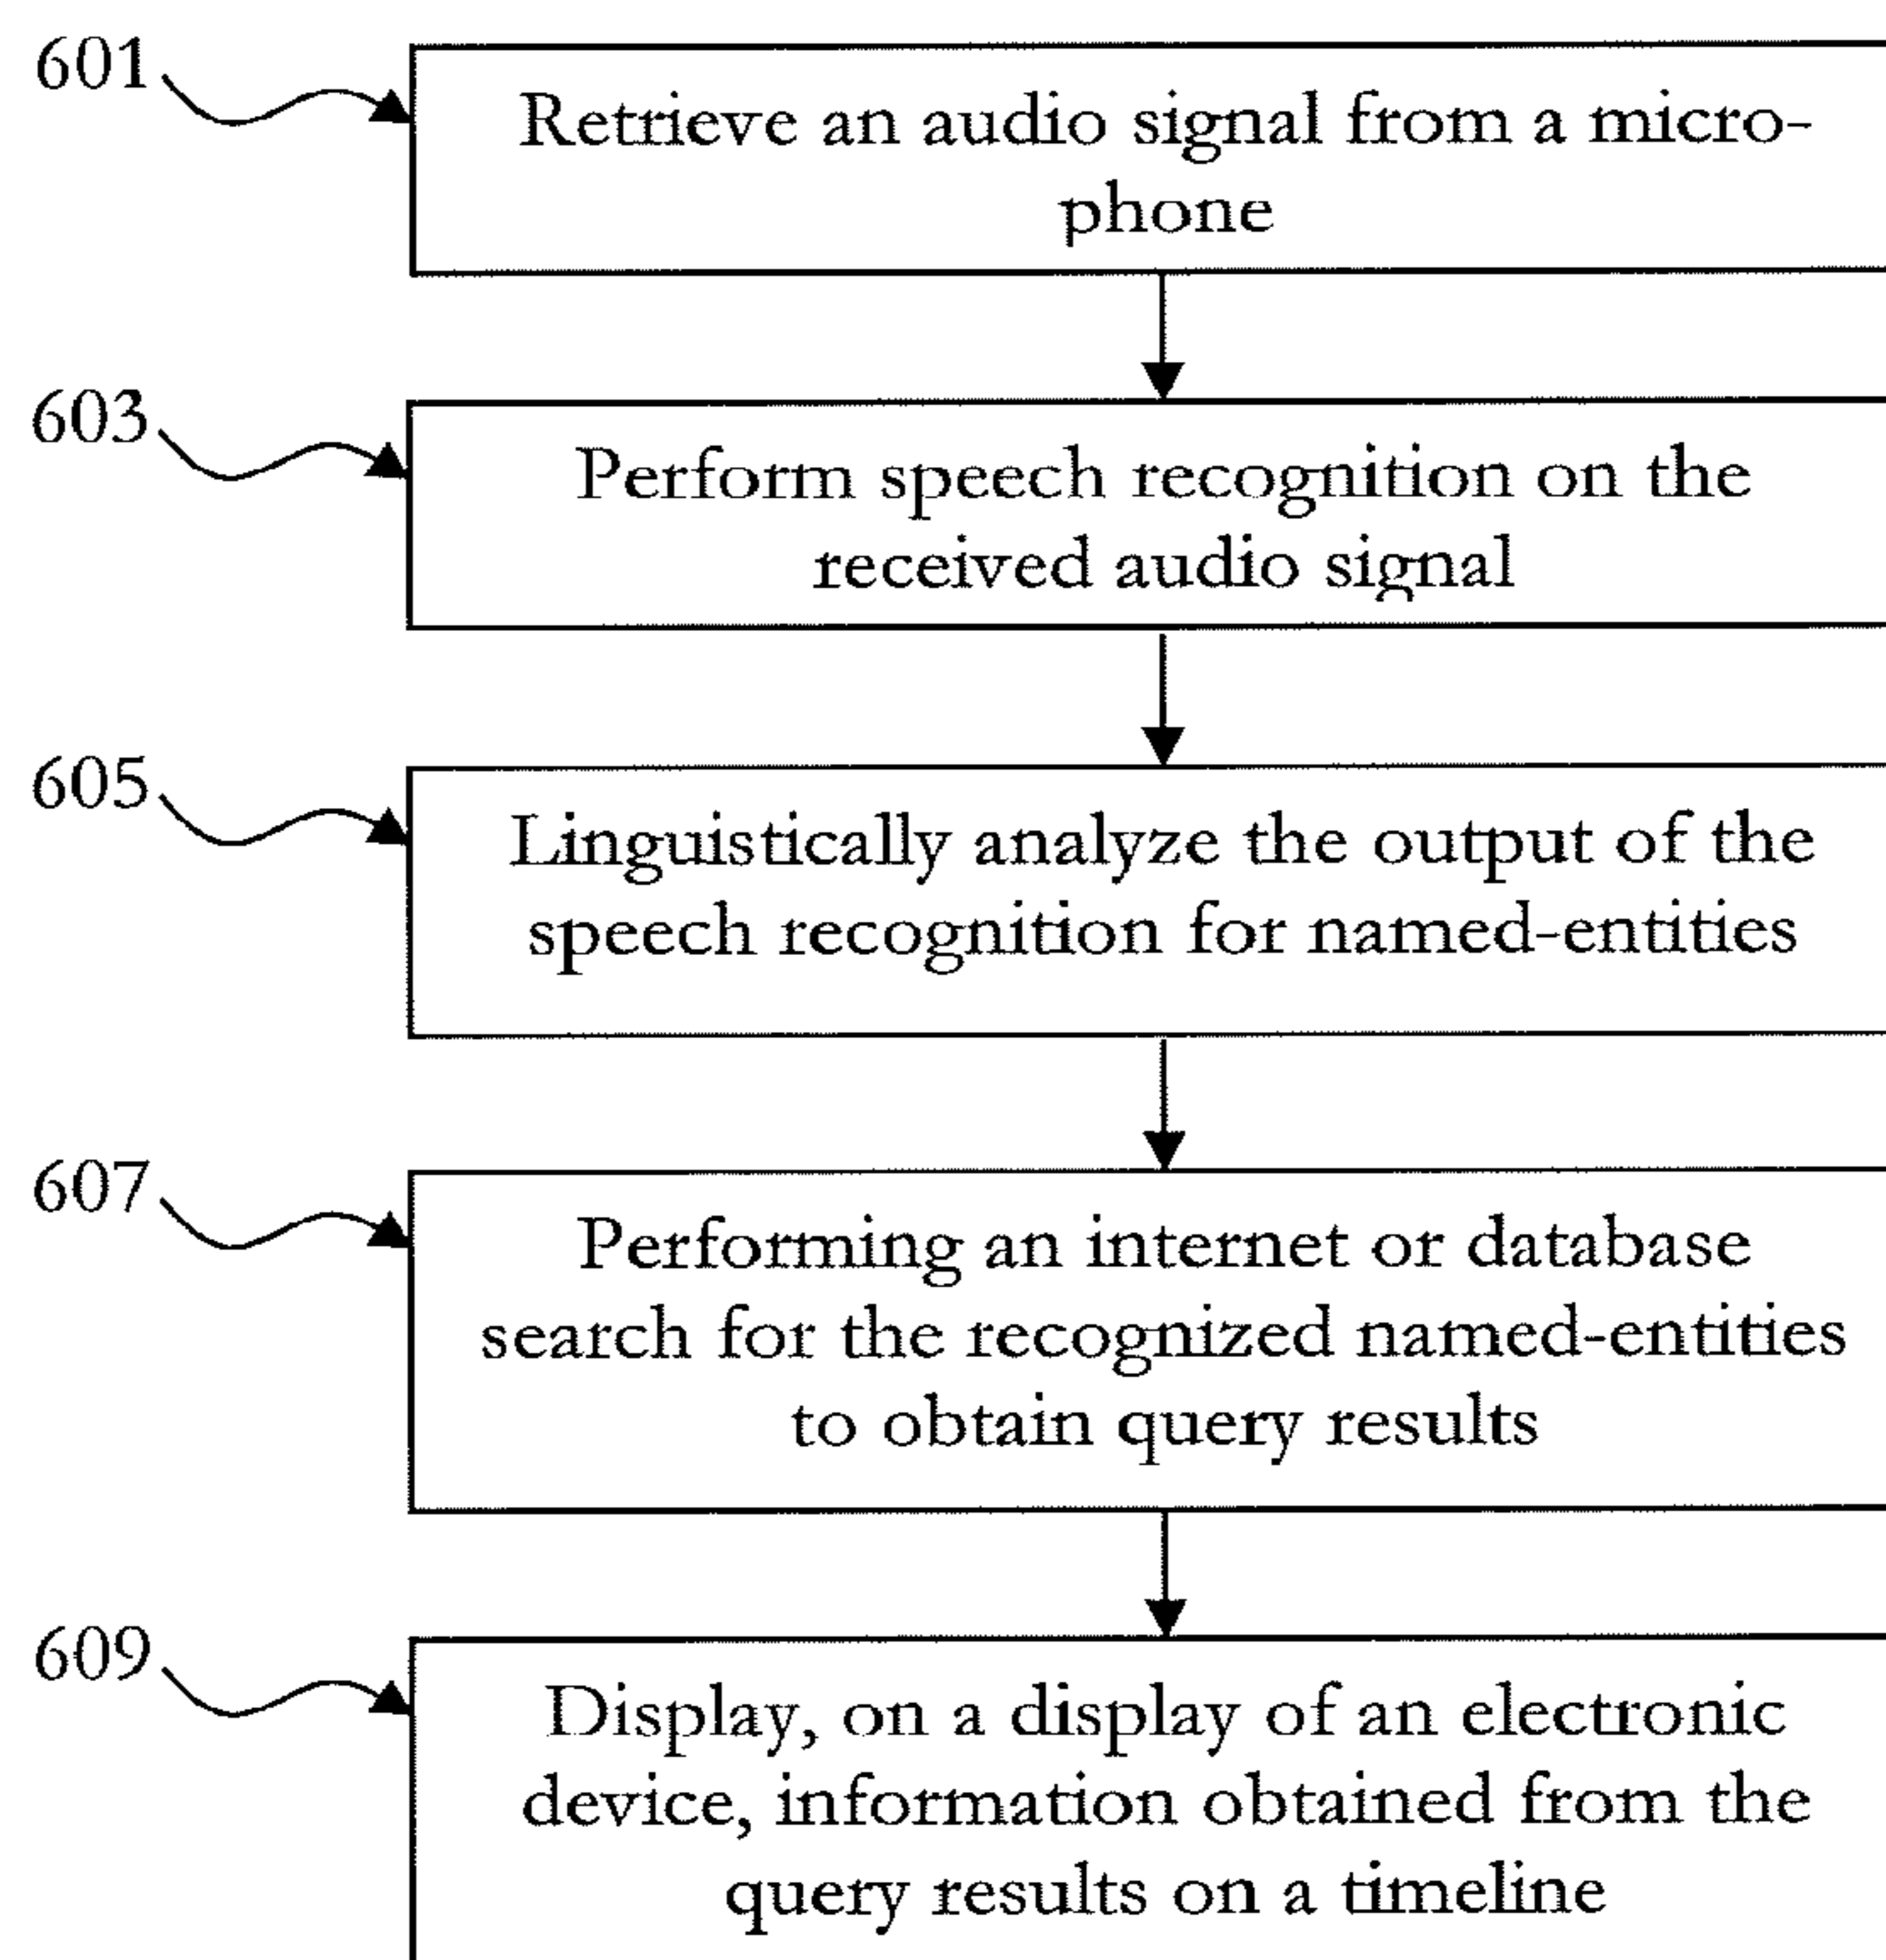 601
Retrieve an audio signal from a micro-
phone
603
Perform speech recognition on the
received audio signal
605
Linguistically analyze the output of the
speech recognition for named-entities
607
Performing an internet or database
search for the recognized named-entities
to obtain query results
609
Display, on a display of an electronic
device, information obtained from the
query results on a timeline